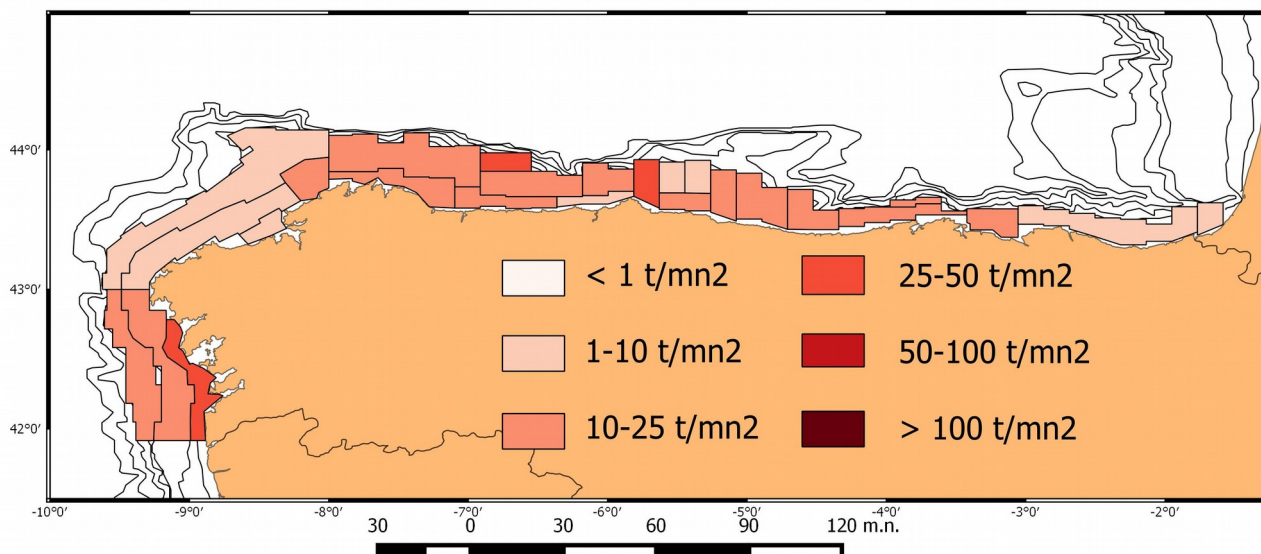 44°0'
43°0'
42°0'
< 1 t/mn2
25-50 t/mn2
1-10 t/mn2
50-100 t/mn2
10-25 t/mn2
> 100 t/mn2
-10°0' -9°0' -8°0' -7°0' -6°0' -5°0' -4°0' -3°0' -2°0'
30 0 30 60 90 120 m.n.